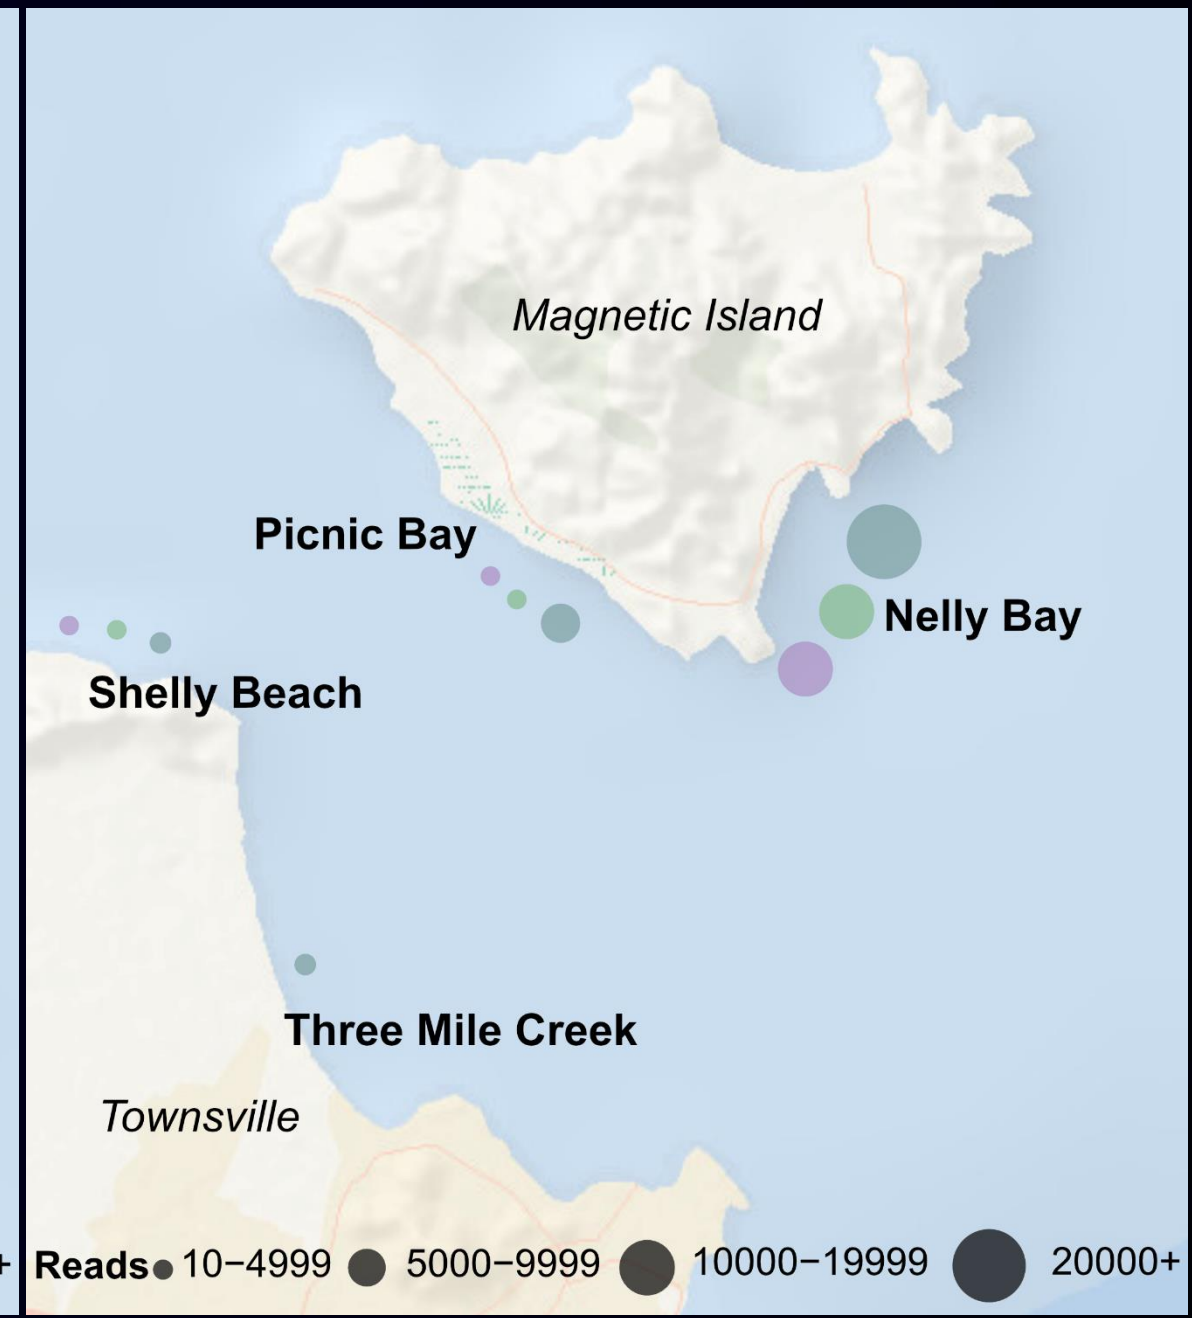 Magnetic Island
Picnic Bay
Nelly Bay
Shelly Beach
Three Mile Creek
Townsville
+ Reads 10−4999 5000−9999 10000−19999 20000+